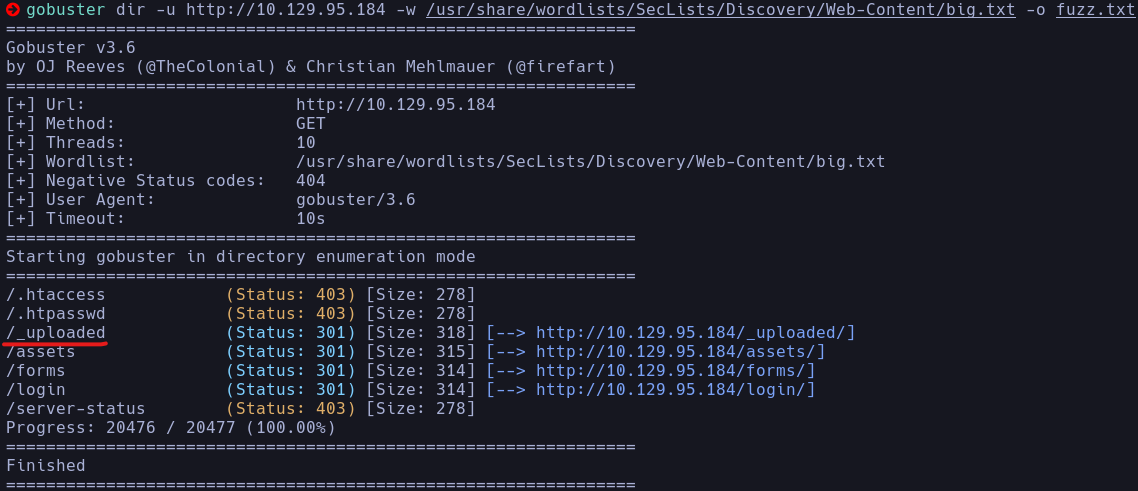 gobuster dir -u http://10.129.95.184 -w /usr/share/wordlists/SecLists/Discovery/Web-Content/big.txt -o fuzz.txt
===============================================================
Gobuster v3.6
by OJ Reeves (@TheColonial) & Christian Mehlmauer (@firefart)
===============================================================
[+] Url:                     http://10.129.95.184
[+] Method:                  GET
[+] Threads:                 10
[+] Wordlist:                /usr/share/wordlists/SecLists/Discovery/Web-Content/big.txt
[+] Negative Status codes:   404
[+] User Agent:              gobuster/3.6
[+] Timeout:                 10s
===============================================================
Starting gobuster in directory enumeration mode
===============================================================
/.htaccess            (Status: 403) [Size: 278]
/.htpasswd            (Status: 403) [Size: 278]
/_uploaded            (Status: 301) [Size: 318] [--> http://10.129.95.184/_uploaded/]
/assets               (Status: 301) [Size: 315] [--> http://10.129.95.184/assets/]
/forms                (Status: 301) [Size: 314] [--> http://10.129.95.184/forms/]
/login                (Status: 301) [Size: 314] [--> http://10.129.95.184/login/]
/server-status        (Status: 403) [Size: 278]
Progress: 20476 / 20477 (100.00%)
===============================================================
Finished
===============================================================